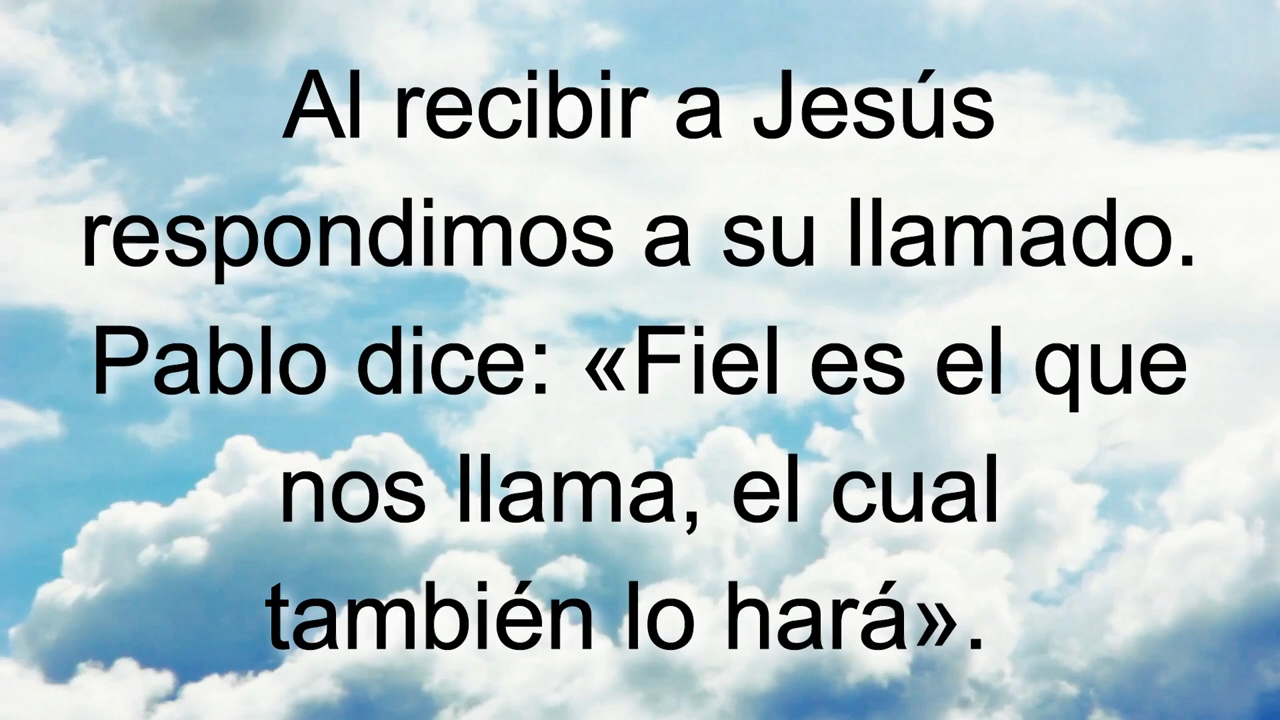 Al recibir a Jesús
respondimos a su llamado.
Pablo dice: «Fiel es el que
nos llama, el cual
también lo hará».